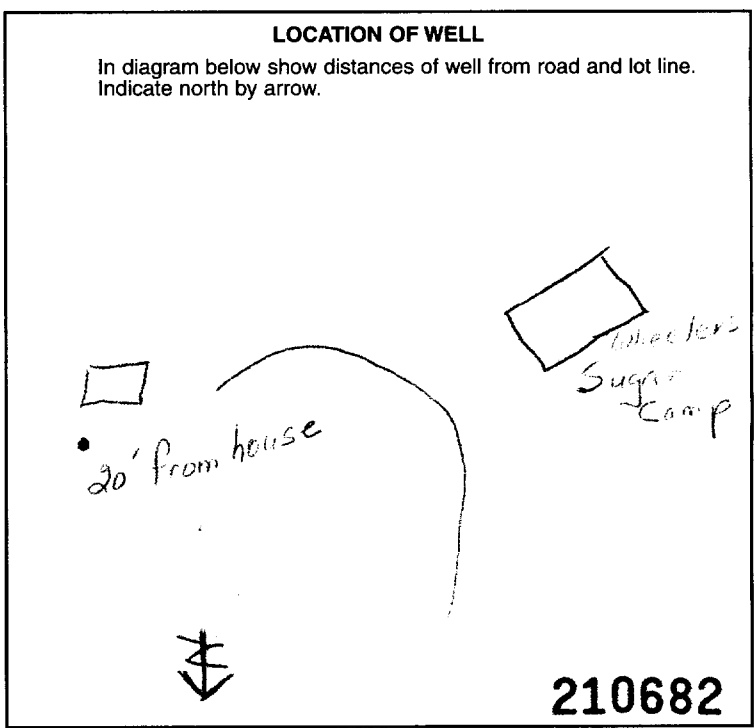 LOCATION OF WELL
In diagram below show distances of well from road and lot line.
Indicate north by arrow.
Wheelers
Sugar
Camp
20' from house
N
210682